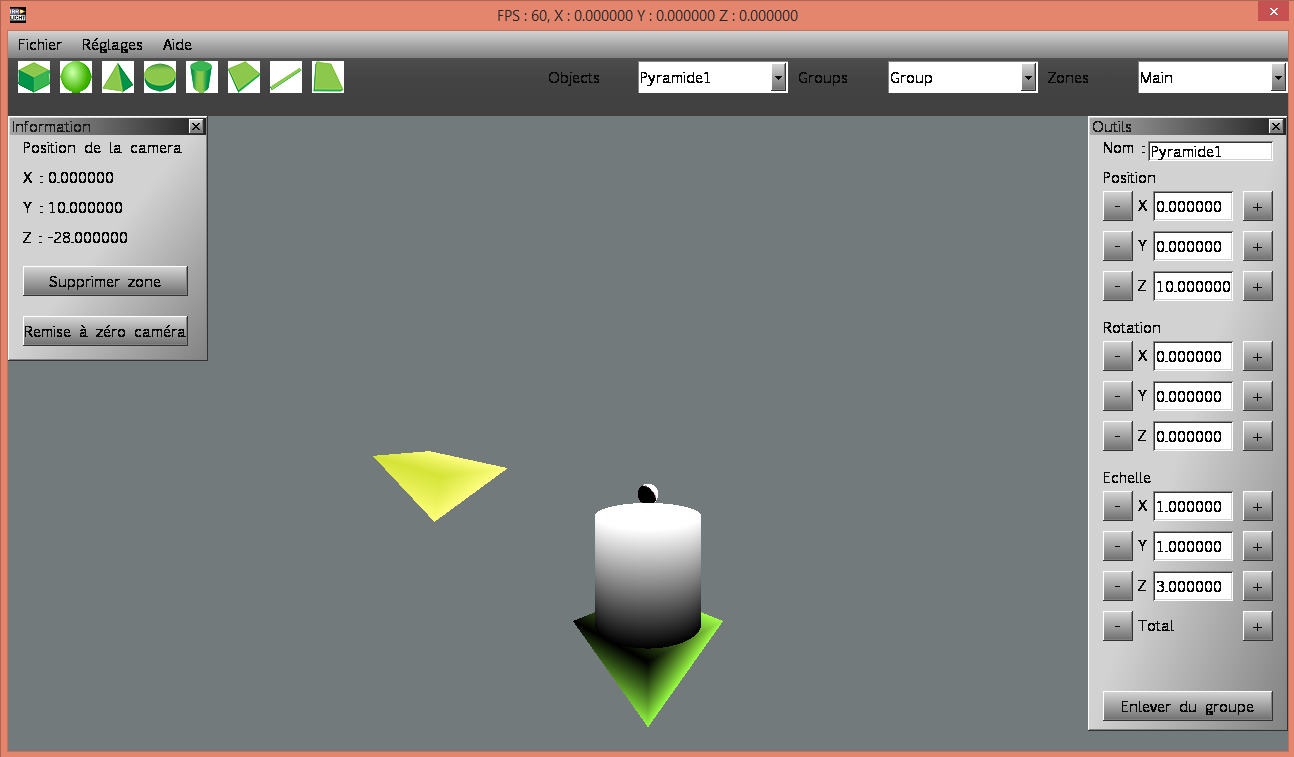 FPS : 60, X : 0.000000 Y : 0.000000 Z : 0.000000
Fichier Réglages Aide
Objects Pyramide1 Groups Group Zones Main
Information
Position de la camera
X : 0.000000
Y : 10.000000
Z : -28.000000
Supprimer zone
Remise à zéro caméra
Outils
Nom : Pyramide1
Position
- X 0.000000 +
- Y 0.000000 +
- Z 10.000000 +
Rotation
- X 0.000000 +
- Y 0.000000 +
- Z 0.000000 +
Echelle
- X 1.000000 +
- Y 1.000000 +
- Z 3.000000 +
- Total +
Enlever du groupe